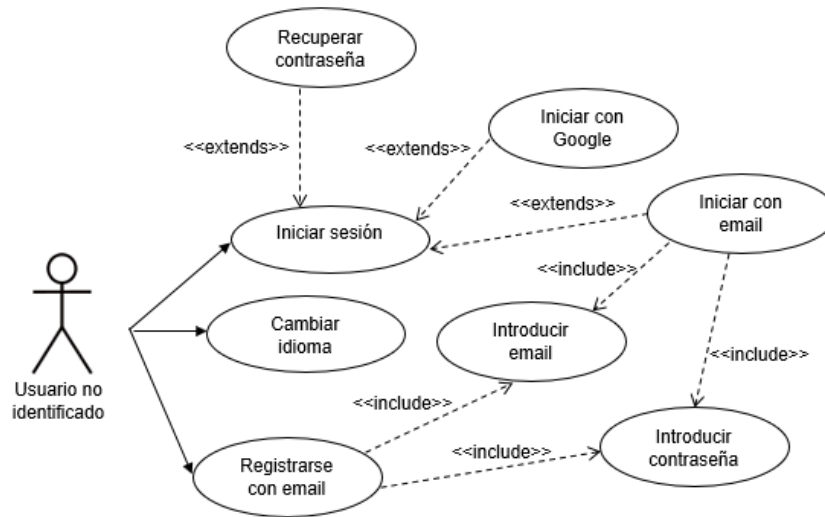 Recuperar
contraseña
<<extends>>
Iniciar con
Google
<<extends>>
Iniciar con
email
<<extends>>
Iniciar sesión
<<include>>
Cambiar
idioma
Introducir
email
<<include>>
Usuario no
identificado
<<include>>
<<include>>
Registrarse
con email
Introducir
contraseña